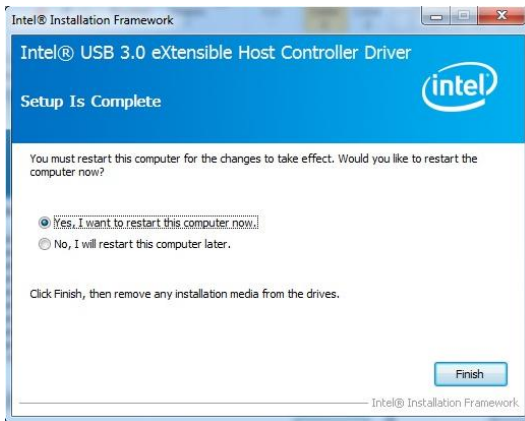 Intel® Installation Framework
Intel® USB 3.0 eXtensible Host Controller Driver
Setup Is Complete
intel
You must restart this computer for the changes to take effect. Would you like to restart the
computer now?
Yes, I want to restart this computer now.
No, I will restart this computer later.
Click Finish, then remove any installation media from the drives.
Finish
Intel® Installation Framework